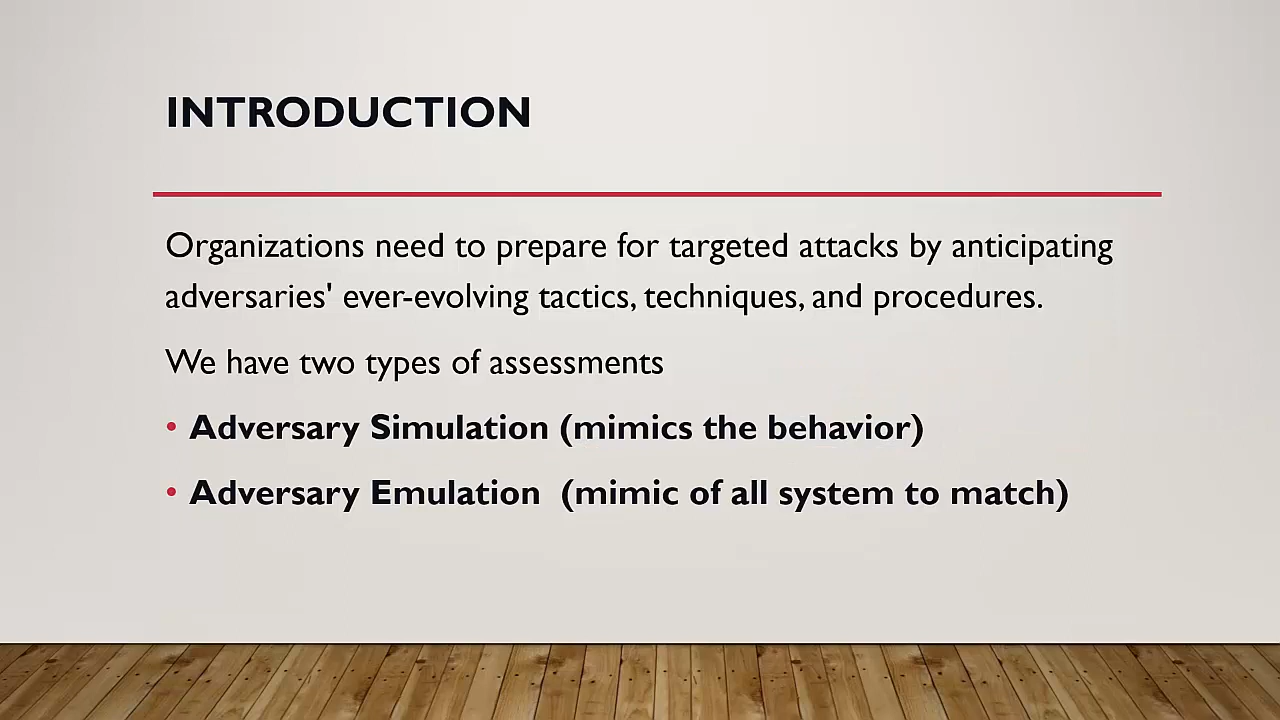 INTRODUCTION
Organizations need to prepare for targeted attacks by anticipating
adversaries' ever-evolving tactics, techniques, and procedures.
We have two types of assessments
• Adversary Simulation (mimics the behavior)
• Adversary Emulation  (mimic of all system to match)